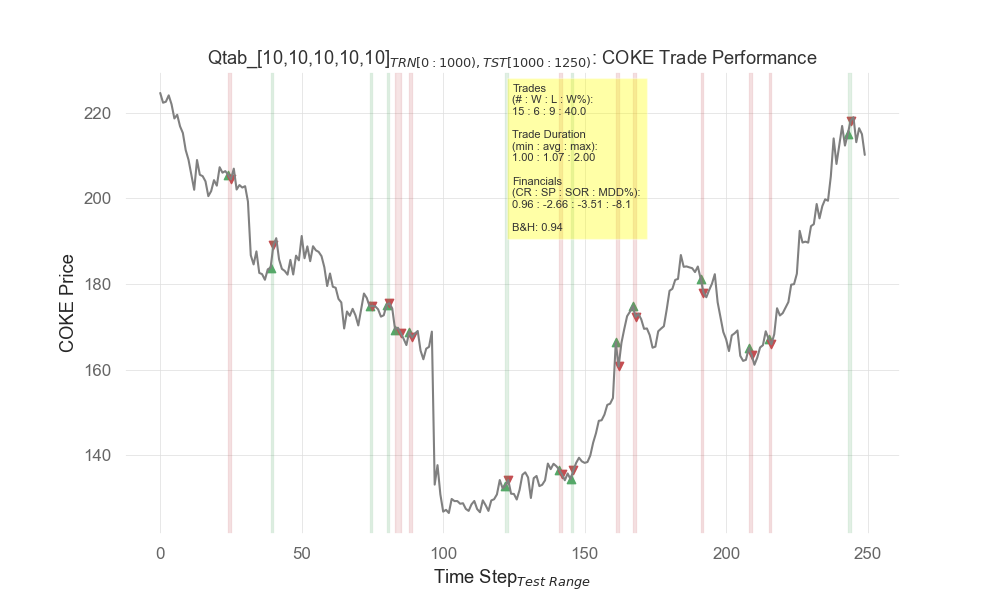 Qtab_[10,10,10,10,10]TRN[0:1000),TST[1000:1250): COKE Trade Performance
Trades
(# : W : L : W%):
15 : 6 : 9 : 40.0
Trade Duration
(min : avg : max):
1.00 : 1.07 : 2.00
Financials
(CR : SP : SOR : MDD%):
0.96 : -2.66 : -3.51 : -8.1
B&H: 0.94
COKE Price
220
200
180
160
140
0 50 100 150 200 250
Time Step Test Range